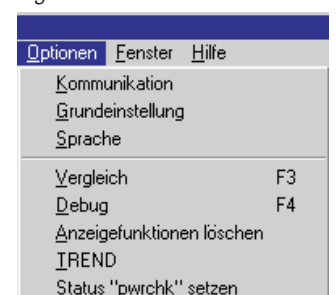 Optionen Fenster Hilfe
Kommunikation
Grundeinstellung
Sprache
Vergleich F3
Debug F4
Anzeigefunktionen löschen
TREND
Status "pwrchk" setzen